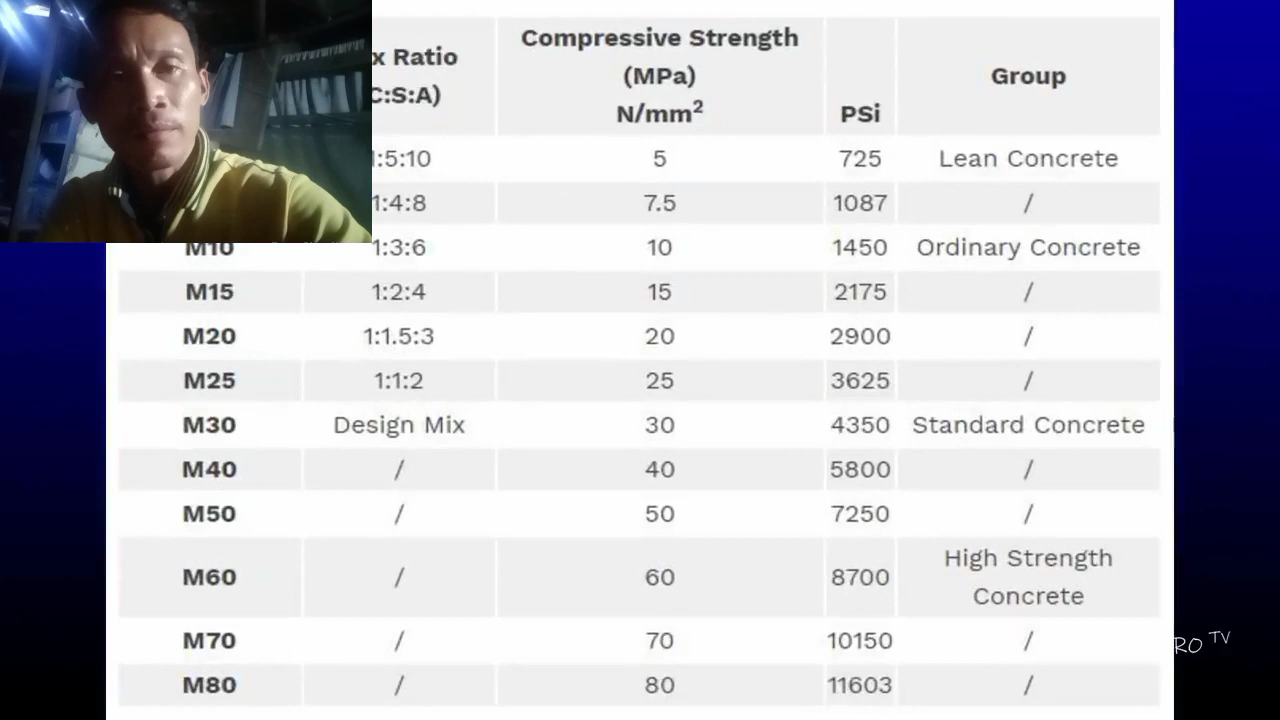 x Ratio
C:S:A)
Compressive Strength
(MPa)
N/mm²
PSi
Group
1:5:10 5 725 Lean Concrete
1:4:8 7.5 1087 /
M10 1:3:6 10 1450 Ordinary Concrete
M15 1:2:4 15 2175 /
M20 1:1.5:3 20 2900 /
M25 1:1:2 25 3625 /
M30 Design Mix 30 4350 Standard Concrete
M40 / 40 5800 /
M50 / 50 7250 /
M60 / 60 8700 High Strength
Concrete
M70 / 70 10150 /
M80 / 80 11603 /
RO TV